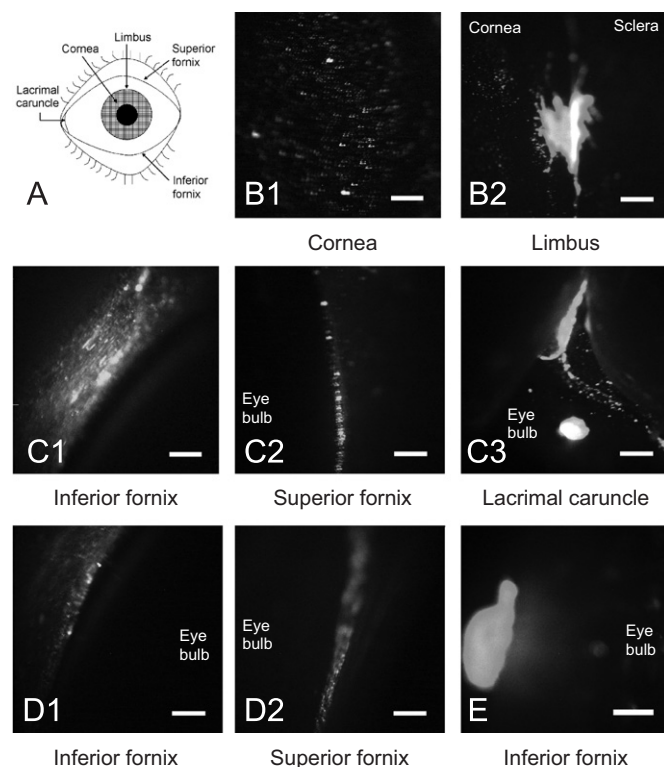 Limbus
Cornea
Superior
fornix
Lacrimal
caruncle
Inferior
fornix
A
B1
Cornea
Cornea
Sclera
B2
Limbus
C1
Inferior fornix
Eye
bulb
C2
Superior fornix
Eye
bulb
C3
Lacrimal caruncle
Eye
bulb
D1
Inferior fornix
Eye
bulb
D2
Superior fornix
Eye
bulb
E
Inferior fornix